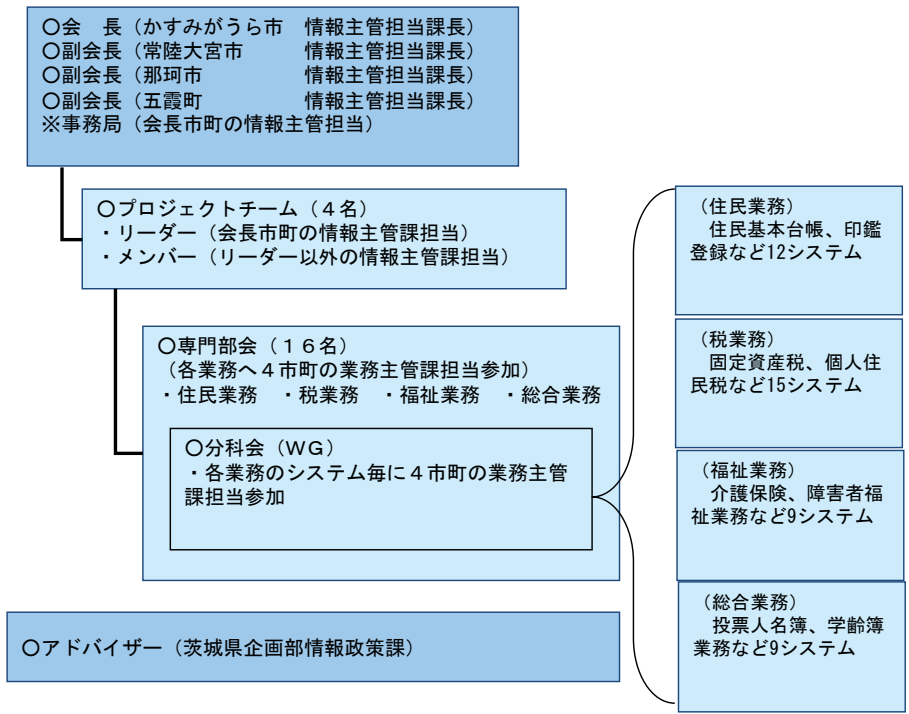 〇会　長（かすみがうら市　情報主管担当課長）
〇副会長（常陸大宮市　　　情報主管担当課長）
〇副会長（那珂市　　　　　情報主管担当課長）
〇副会長（五霞町　　　　　情報主管担当課長）
※事務局（会長市町の情報主管担当）
〇プロジェクトチーム（４名）
・リーダー（会長市町の情報主管課担当）
・メンバー（リーダー以外の情報主管課担当）
〇専門部会（１６名）
（各業務へ４市町の業務主管課担当参加）
・住民業務　・税業務　・福祉業務　・総合業務
〇分科会（ＷＧ）
・各業務のシステム毎に４市町の業務主管
課担当参加
（住民業務）
住民基本台帳、印鑑
登録など12システム
（税業務）
固定資産税、個人住
民税など15システム
（福祉業務）
介護保険、障害者福
祉業務など9システム
（総合業務）
投票人名簿、学齢簿
業務など9システム
〇アドバイザー（茨城県企画部情報政策課）